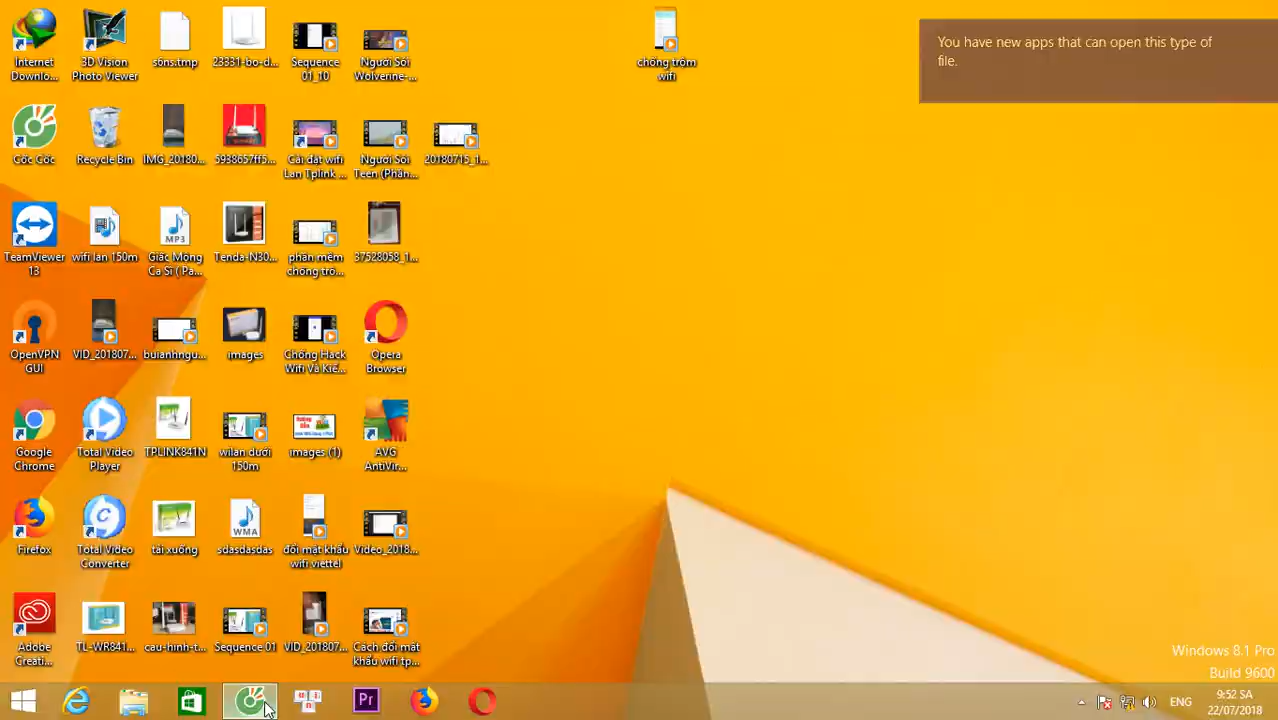 Internet
Downlo...
3D Vision
Photo Viewer
sóns.tmp
23331-bo-d...
Sequence
01_10
Người Sói
Wolverine-...
chống trộm
wifi
You have new apps that can open this type of
file.
Cốc Cốc
Recycle Bin
IMG_20180...
5938657ff5...
Cài đặt wifi
Lan Tplink ...
Người Sói
Teen (Phần...
20180715_1...
TeamViewer
13
wifi lan 150m
MP3
Giấc Mộng
Ca Sĩ ( Pa...
Tenda-N30...
phần mềm
chống trộ...
37528058_1...
OpenVPN
GUI
VID_201807...
buianhngu...
images
Chống Hack
Wifi Và Kiể...
Opera
Browser
Google
Chrome
Total Video
Player
TPLINK841N
wilan dưới
150m
images (1)
AVG
AntiVir...
Firefox
Total Video
Converter
tải xuống
WMA
sdasdasdas
đổi mật khẩu
wifi viettel
Video_2018...
Adobe
Creati...
TL-WR841...
cau-hinh-t...
Sequence 01
VID_201807...
Cách đổi mật
khẩu wifi tp...
Windows 8.1 Pro
Build 9600
Pr
ENG
9:52 SA
22/07/2018